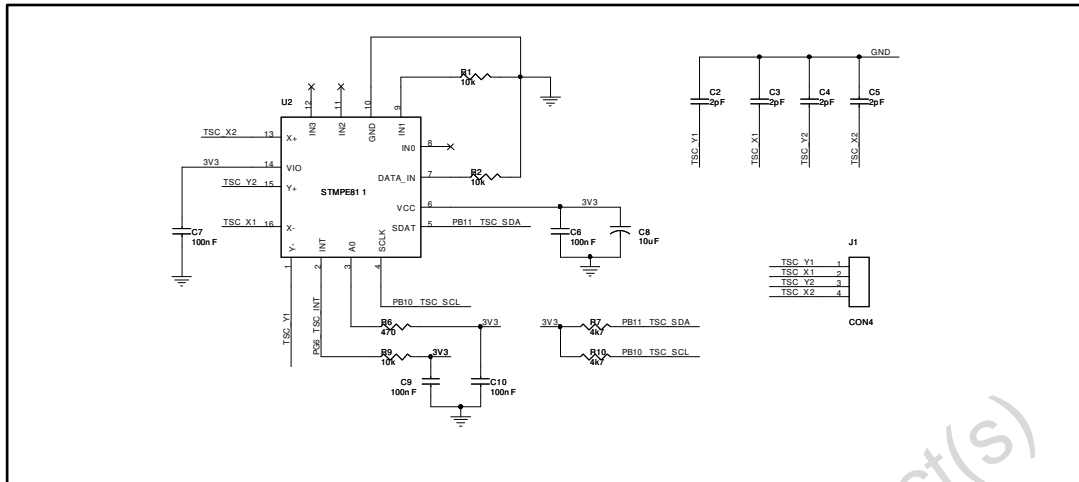 GND
R1
10k
C2
2pF
C3
2pF
C4
2pF
C5
2pF
TSC_Y1
TSC_X1
TSC_Y2
TSC_X2
U2
12
11
10
9
IN3
IN2
GND
IN1
TSC_X2 13 X+
IN0 8
3V3 14 VIO
R2
10k
DATA_IN 7
TSC_Y2 15 Y+
STMPE811
VCC 6 3V3
TSC_X1 16 X-
SDAT 5 PB11_TSC_SDA
C7
100nF
C6
100nF
C8
10uF
Y-
INT
A0
SCLK
1
2
3
4
J1
TSC_Y1 1
TSC_X1 2
TSC_Y2 3
TSC_X2 4
CON4
PB10_TSC_SCL
TSC_Y1
PG6_TSC_INT
R6
470
3V3
3V3
R7
4k7
PB11_TSC_SDA
R9
10k
3V3
R10
4k7
PB10_TSC_SCL
C9
100nF
C10
100nF
ct(s)